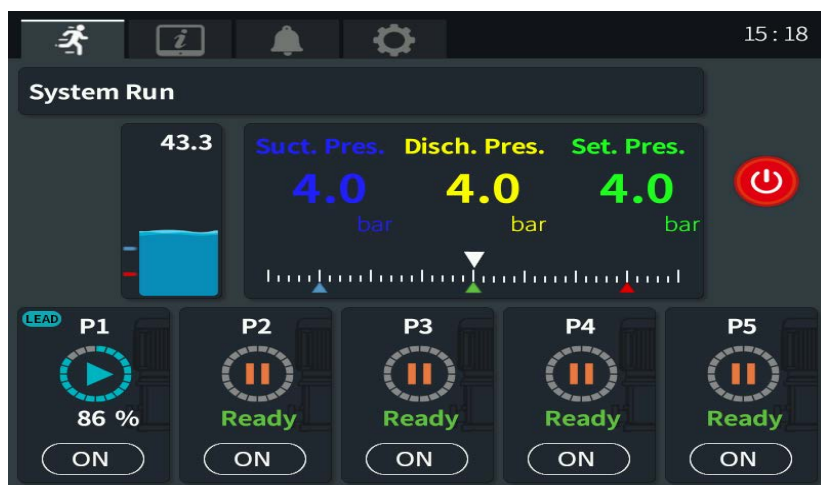 i
15 : 18
System Run
43.3
Suct. Pres. Disch. Pres. Set. Pres.
4.0 4.0 4.0
bar bar bar
LEAD P1 P2 P3 P4 P5
86 % Ready Ready Ready Ready
ON ON ON ON ON